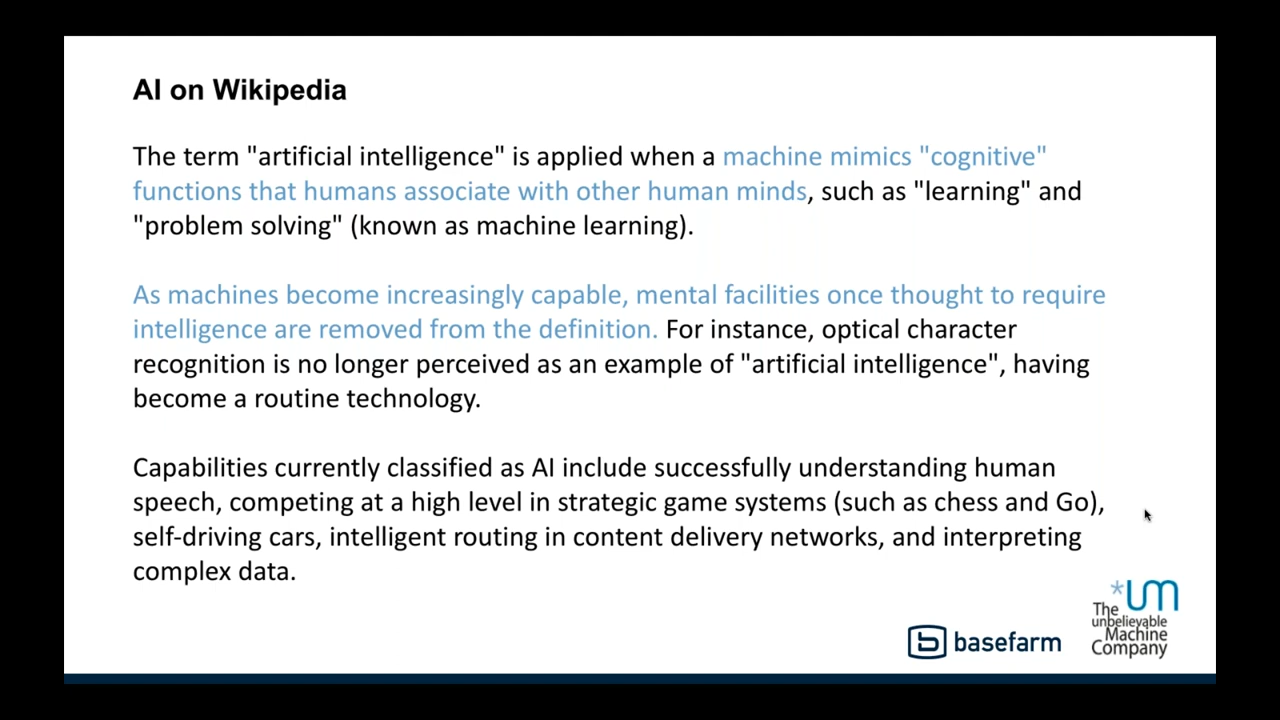 AI on Wikipedia
The term "artificial intelligence" is applied when a machine mimics "cognitive"
functions that humans associate with other human minds, such as "learning" and
"problem solving" (known as machine learning).
As machines become increasingly capable, mental facilities once thought to require
intelligence are removed from the definition. For instance, optical character
recognition is no longer perceived as an example of "artificial intelligence", having
become a routine technology.
Capabilities currently classified as AI include successfully understanding human
speech, competing at a high level in strategic game systems (such as chess and Go),
self-driving cars, intelligent routing in content delivery networks, and interpreting
complex data.
basefarm
*um
The
unbelievable
Machine
Company